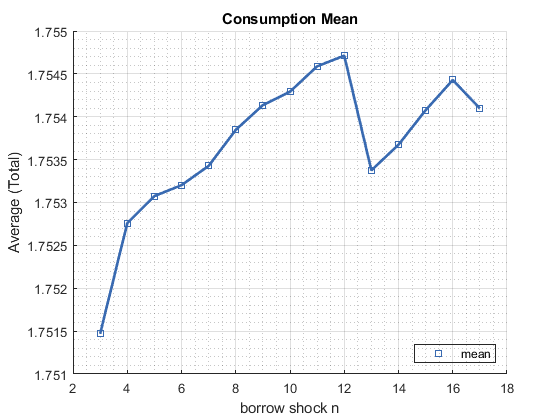 Consumption Mean
1.755
1.7545
1.754
1.7535
1.753
1.7525
1.752
1.7515
1.751
Average (Total)
mean
2 4 6 8 10 12 14 16 18
borrow shock n